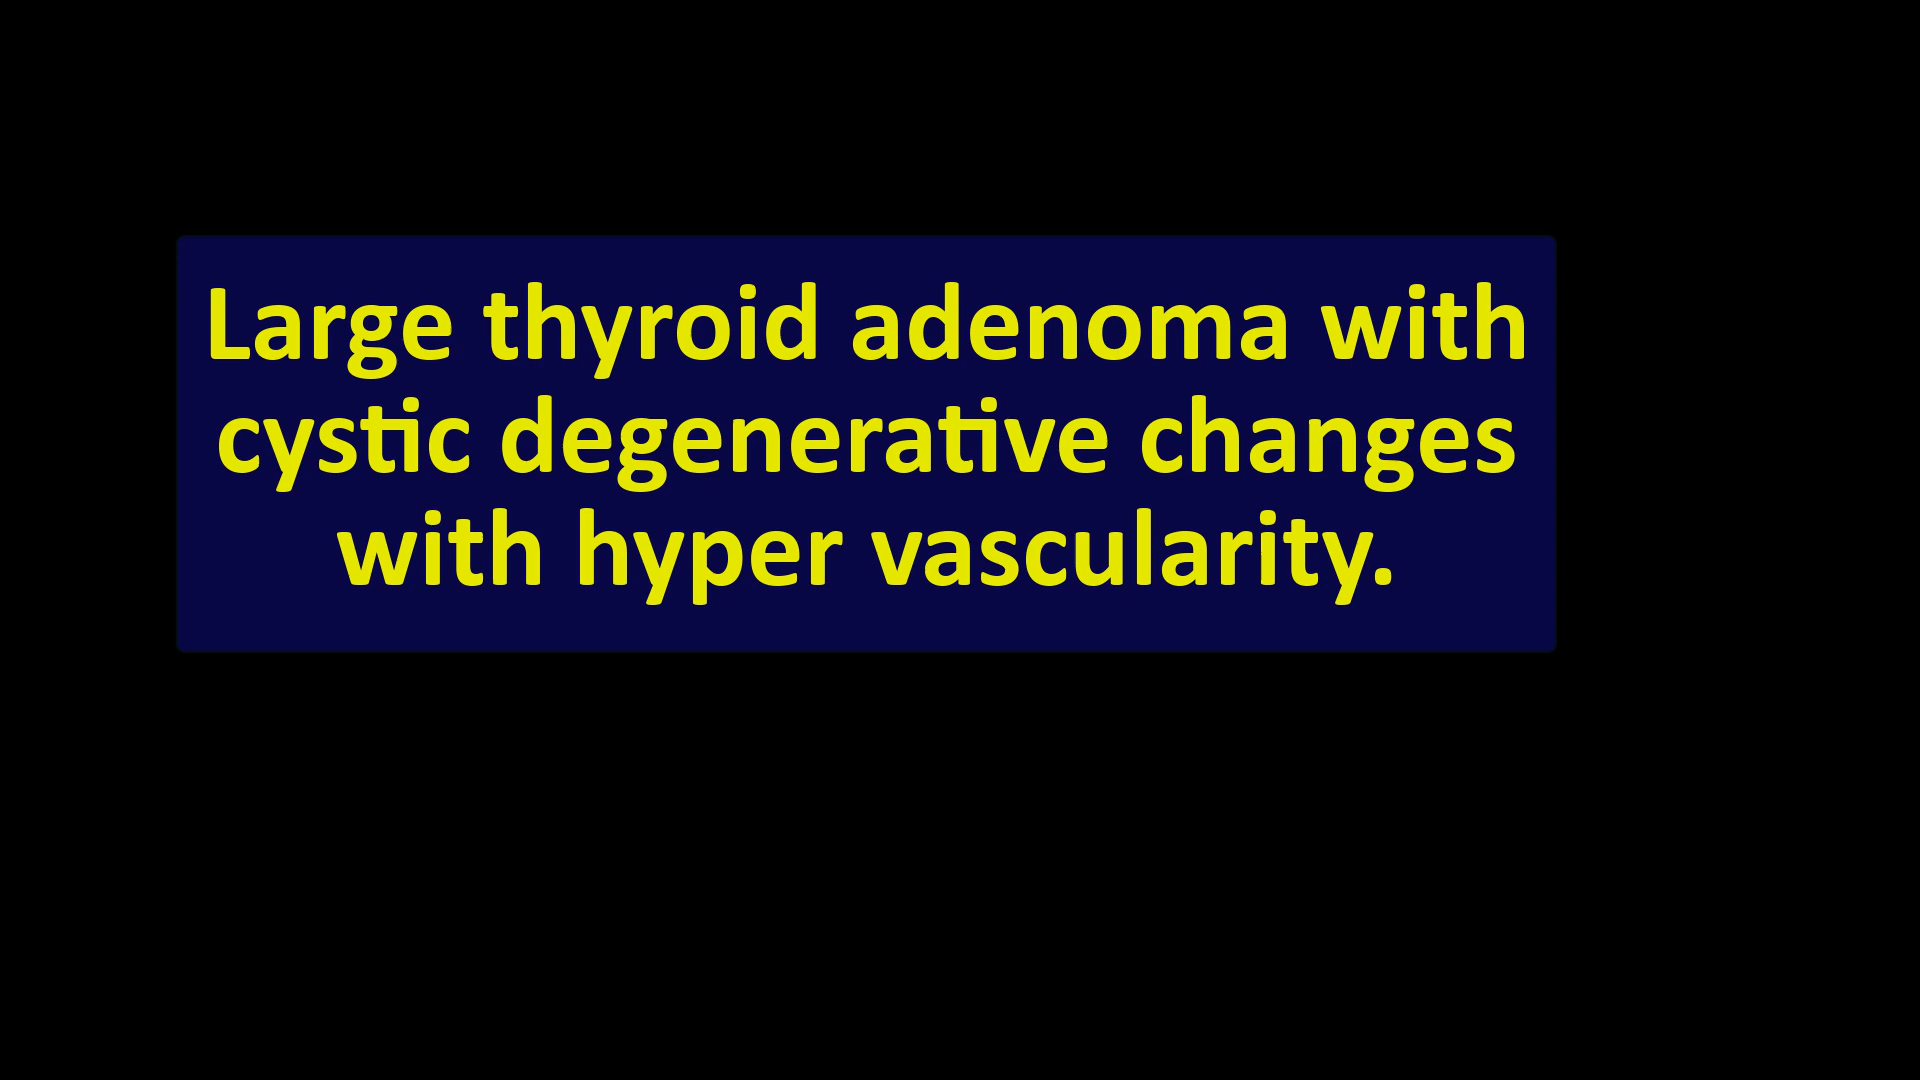 Large thyroid adenoma with
cystic degenerative changes
with hyper vascularity.